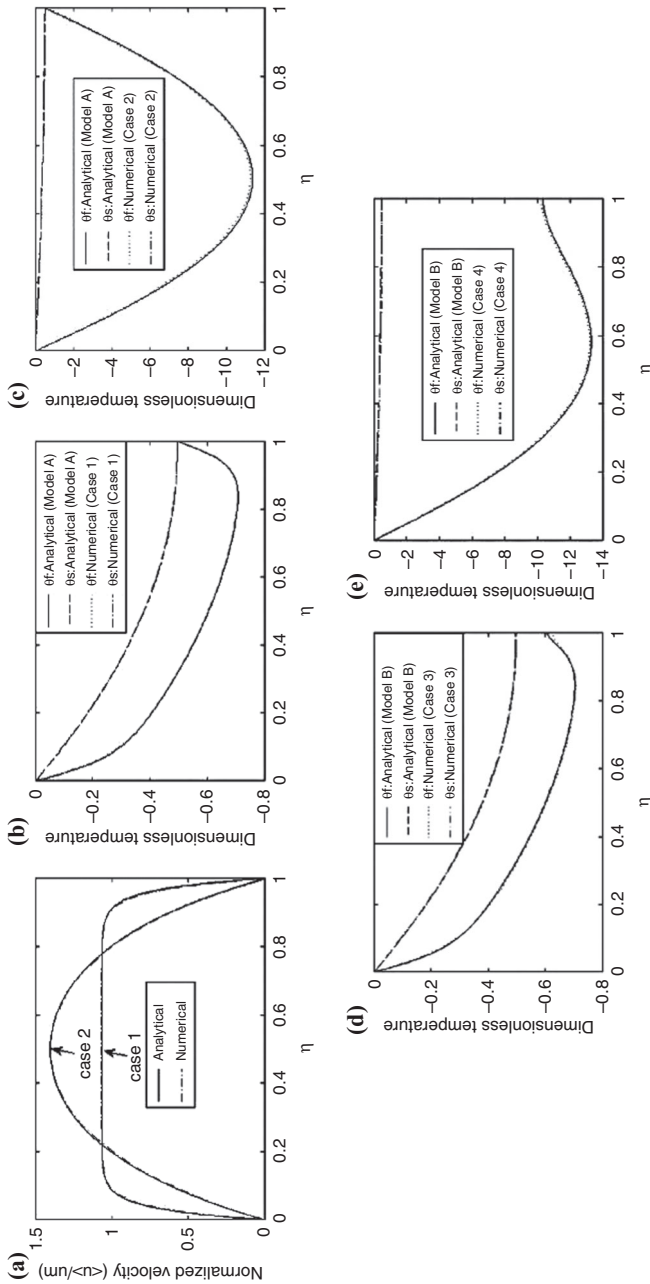 (a)
Normalized velocity (<u>/um)
1.5
1
0.5
0
0
0.2
0.4
0.6
0.8
1
η
case 2
case 1
Analytical
Numerical
(b)
Dimensionless temperature
0
−0.2
−0.4
−0.6
−0.8
0
0.2
0.4
0.6
0.8
1
η
θf:Analytical (Model A)
θs:Analytical (Model A)
θf:Numerical (Case 1)
θs:Numerical (Case 1)
(c)
Dimensionless temperature
0
−2
−4
−6
−8
−10
−12
0
0.2
0.4
0.6
0.8
1
η
θf:Analytical (Model A)
θs:Analytical (Model A)
θf:Numerical (Case 2)
θs:Numerical (Case 2)
(d)
Dimensionless temperature
0
−0.2
−0.4
−0.6
−0.8
0
0.2
0.4
0.6
0.8
1
η
θf:Analytical (Model B)
θs:Analytical (Model B)
θf:Numerical (Case 3)
θs:Numerical (Case 3)
(e)
Dimensionless temperature
0
−2
−4
−6
−8
−10
−12
−14
0
0.2
0.4
0.6
0.8
1
η
θf:Analytical (Model B)
θs:Analytical (Model B)
θf:Numerical (Case 4)
θs:Numerical (Case 4)